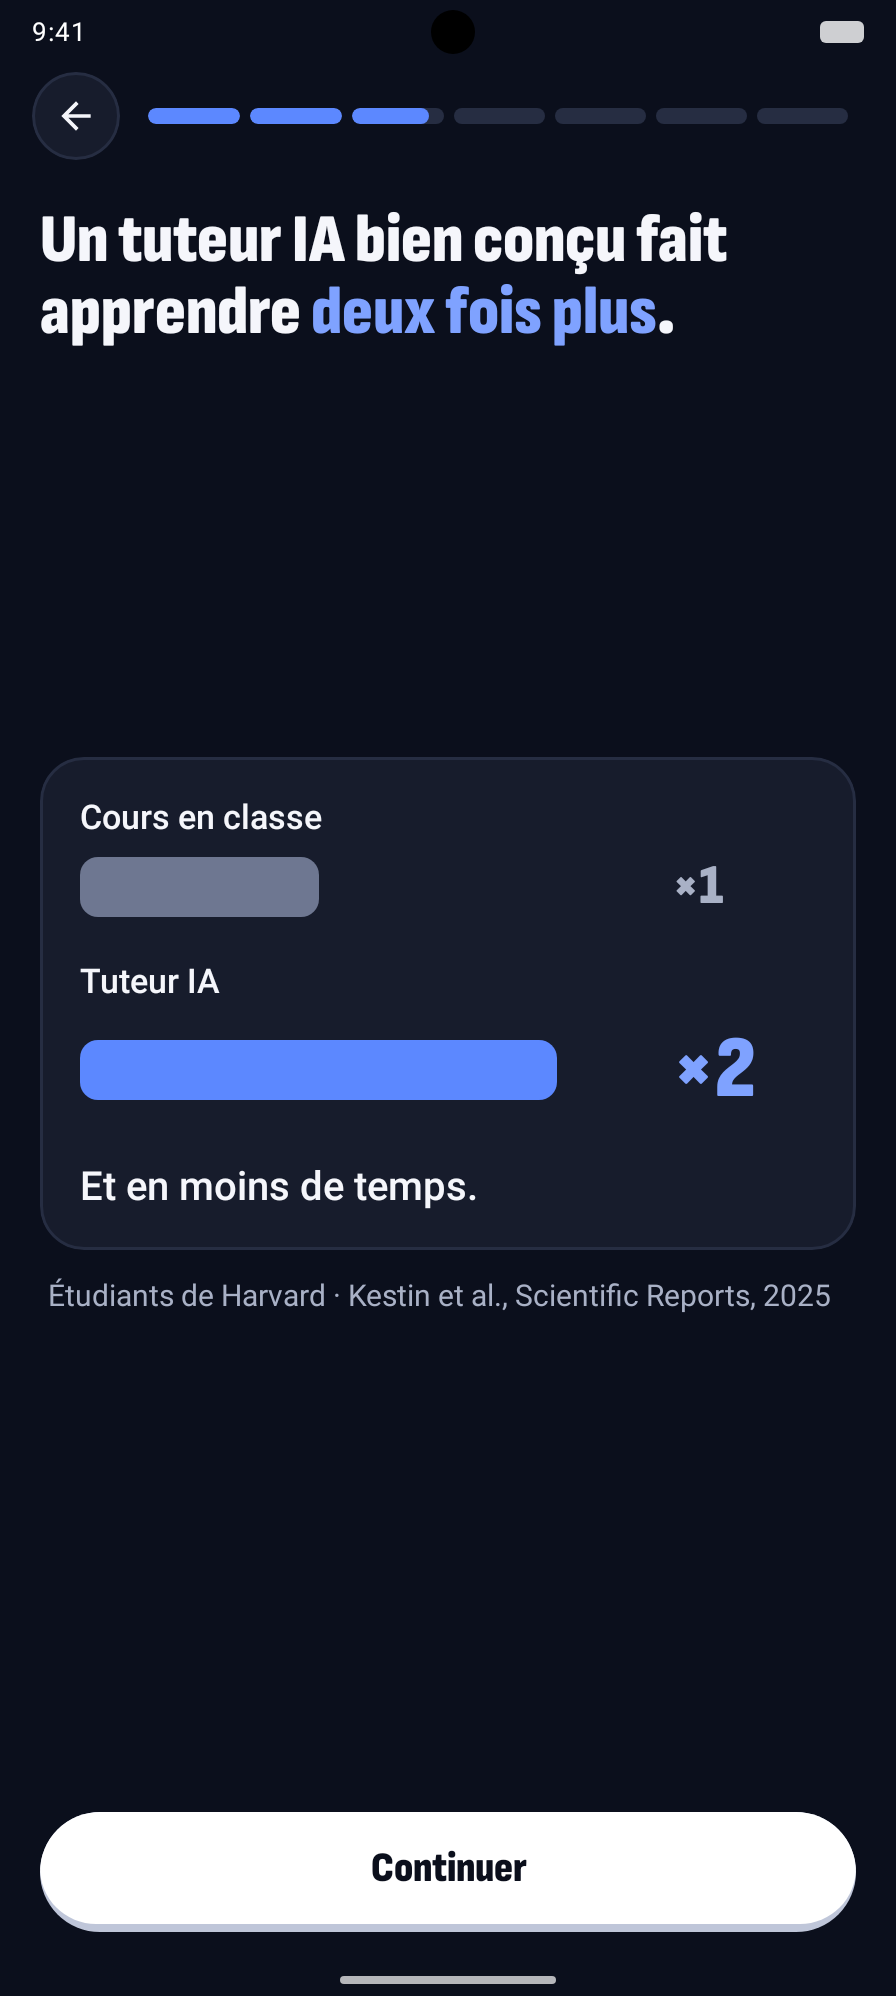 9:41
Un tuteur IA bien conçu fait
apprendre deux fois plus.
Cours en classe
×1
Tuteur IA
×2
Et en moins de temps.
Étudiants de Harvard · Kestin et al., Scientific Reports, 2025
Continuer